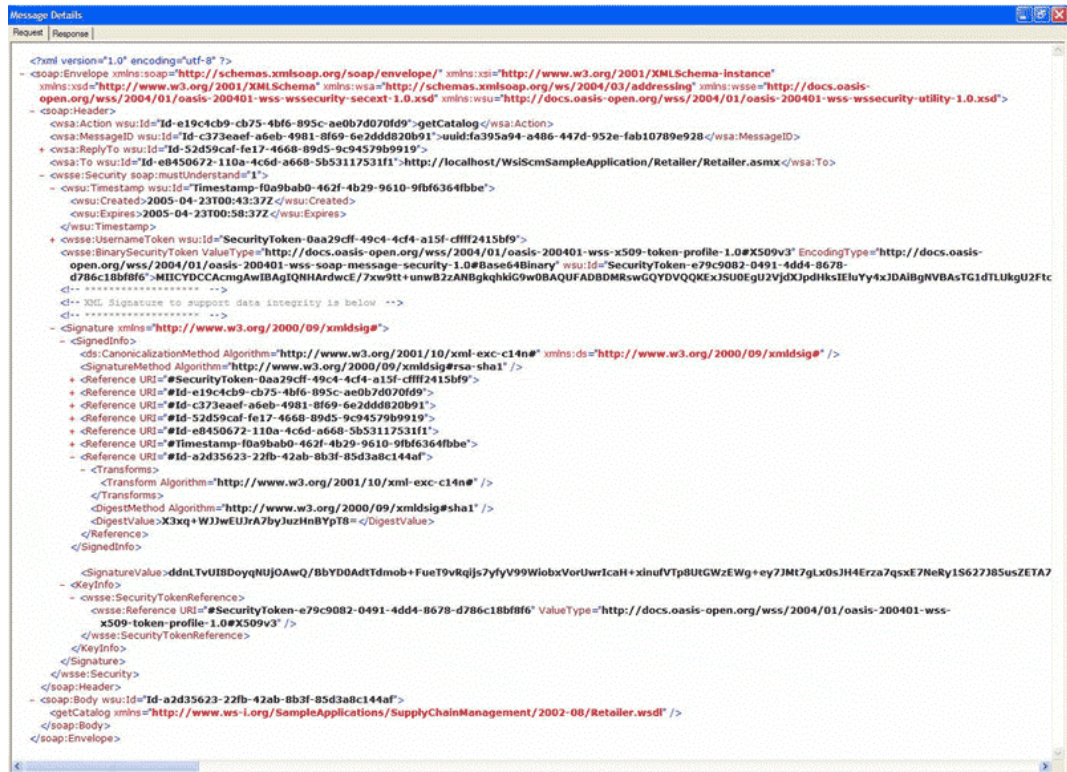 Message Details
Request Response
<?xml version="1.0" encoding="utf-8" ?>
- <soap:Envelope xmlns:soap="http://schemas.xmlsoap.org/soap/envelope/" xmlns:xsi="http://www.w3.org/2001/XMLSchema-instance"
xmlns:xsd="http://www.w3.org/2001/XMLSchema" xmlns:wsa="http://schemas.xmlsoap.org/ws/2004/03/addressing" xmlns:wsse="http://docs.oasis-
open.org/wss/2004/01/oasis-200401-wss-wssecurity-secext-1.0.xsd" xmlns:wsu="http://docs.oasis-open.org/wss/2004/01/oasis-200401-wss-wssecurity-utility-1.0.xsd">
- <soap:Header>
<wsa:Action wsu:Id="Id-e19c4cb9-cb75-4bf6-895c-ae0b7d070fd9">getCatalog</wsa:Action>
<wsa:MessageID wsu:Id="Id-c373eaef-a6eb-4981-8f69-6e2ddd820b91">uuid:fa395a94-a486-447d-952e-fab10789e928</wsa:MessageID>
+ <wsa:ReplyTo wsu:Id="Id-52d59caf-fe17-4668-89d5-9c94579b9919">
<wsa:To wsu:Id="Id-e8450672-110a-4c6d-a668-5b53117531f1">http://localhost/WsiScmSampleApplication/Retailer/Retailer.asmx</wsa:To>
- <wsse:Security soap:mustUnderstand="1">
- <wsu:Timestamp wsu:Id="Timestamp-f0a9bab0-462f-4b29-9610-9fbf6364fbbe">
<wsu:Created>2005-04-23T00:43:37Z</wsu:Created>
<wsu:Expires>2005-04-23T00:58:37Z</wsu:Expires>
</wsu:Timestamp>
+ <wsse:UsernameToken wsu:Id="SecurityToken-0aa29cff-49c4-4cf4-a15f-cffff2415bf9">
<wsse:BinarySecurityToken ValueType="http://docs.oasis-open.org/wss/2004/01/oasis-200401-wss-x509-token-profile-1.0#X509v3" EncodingType="http://docs.oasis-
open.org/wss/2004/01/oasis-200401-wss-soap-message-security-1.0#Base64Binary" wsu:Id="SecurityToken-e79c9082-0491-4dd4-8678-
d786c18bf8f6">MIICYDCCAcmgAwIBAgIQNHArdwcE/7xw9tt+unwB2zANBgkqhkiG9w0BAQUFADBDMRswGQYDVQQKExJSU0EgU2VjdXJpdHksIEluYy4xJDAiBgNVBAsTG1dTLUkgU2Ftc
<!-- ******************* -->
<!-- XML Signature to support data integrity is below -->
<!-- ******************* -->
- <Signature xmlns="http://www.w3.org/2000/09/xmldsig#">
- <SignedInfo>
<ds:CanonicalizationMethod Algorithm="http://www.w3.org/2001/10/xml-exc-c14n#" xmlns:ds="http://www.w3.org/2000/09/xmldsig#" />
<SignatureMethod Algorithm="http://www.w3.org/2000/09/xmldsig#rsa-sha1" />
+ <Reference URI="#SecurityToken-0aa29cff-49c4-4cf4-a15f-cffff2415bf9">
+ <Reference URI="#Id-e19c4cb9-cb75-4bf6-895c-ae0b7d070fd9">
+ <Reference URI="#Id-c373eaef-a6eb-4981-8f69-6e2ddd820b91">
+ <Reference URI="#Id-52d59caf-fe17-4668-89d5-9c94579b9919">
+ <Reference URI="#Id-e8450672-110a-4c6d-a668-5b53117531f1">
+ <Reference URI="#Timestamp-f0a9bab0-462f-4b29-9610-9fbf6364fbbe">
- <Reference URI="#Id-a2d35623-22fb-42ab-8b3f-85d3a8c144af">
- <Transforms>
<Transform Algorithm="http://www.w3.org/2001/10/xml-exc-c14n#" />
</Transforms>
<DigestMethod Algorithm="http://www.w3.org/2000/09/xmldsig#sha1" />
<DigestValue>X3xq+WJJwEUJrA7byJuzHnBYpT8=</DigestValue>
</Reference>
</SignedInfo>
<SignatureValue>ddnLTvUI8DoyqNUjOAwQ/BbYD0AdtTdmob+FueT9vRqijs7yfyV99WiobxVorUwrIcaH+xinufVTp8UtGWzEWg+ey7JMt7gLx0sJH4Erza7qsxE7NeRy1S627J85usZETA7
- <KeyInfo>
- <wsse:SecurityTokenReference>
<wsse:Reference URI="#SecurityToken-e79c9082-0491-4dd4-8678-d786c18bf8f6" ValueType="http://docs.oasis-open.org/wss/2004/01/oasis-200401-wss-
x509-token-profile-1.0#X509v3" />
</wsse:SecurityTokenReference>
</KeyInfo>
</Signature>
</wsse:Security>
</soap:Header>
- <soap:Body wsu:Id="Id-a2d35623-22fb-42ab-8b3f-85d3a8c144af">
<getCatalog xmlns="http://www.ws-i.org/SampleApplications/SupplyChainManagement/2002-08/Retailer.wsdl" />
</soap:Body>
</soap:Envelope>